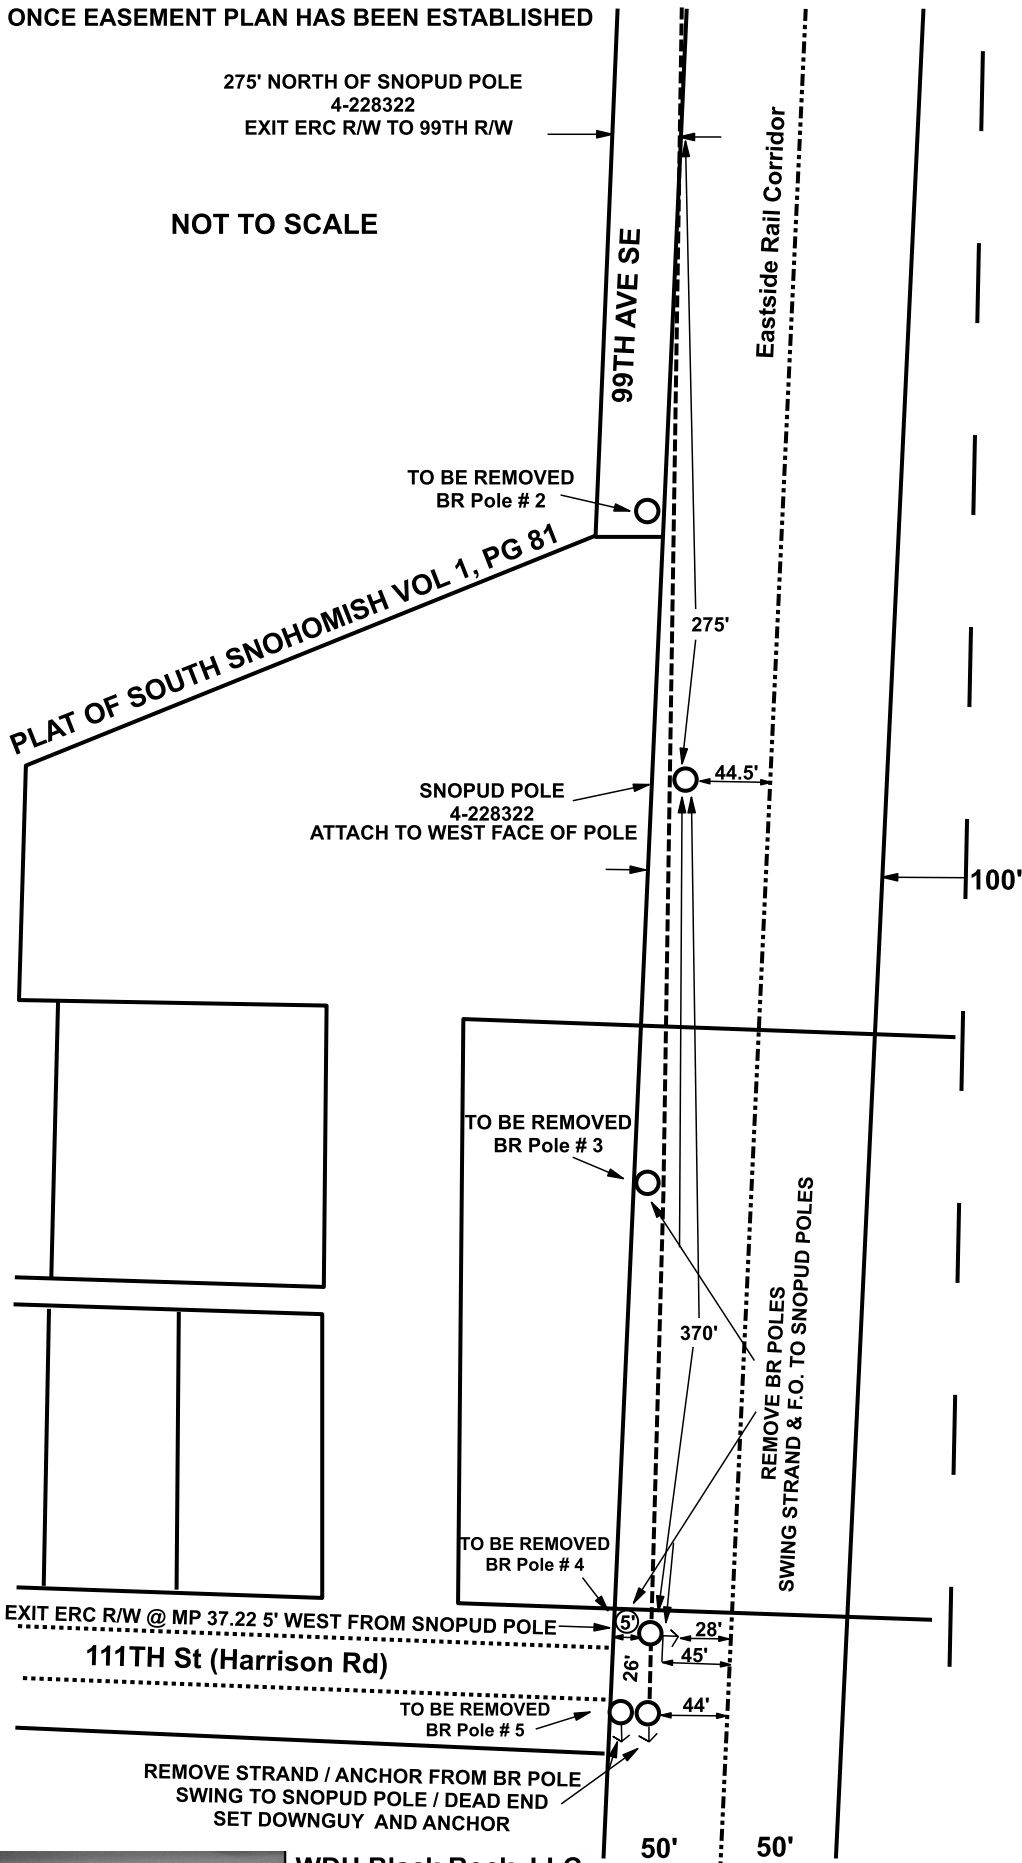 ONCE EASEMENT PLAN HAS BEEN ESTABLISHED
275' NORTH OF SNOPUD POLE
4-228322
EXIT ERC R/W TO 99TH R/W
NOT TO SCALE
Eastside Rail Corridor
99TH AVE SE
TO BE REMOVED
BR Pole # 2
PLAT OF SOUTH SNOHOMISH VOL 1, PG 81
275'
44.5'
SNOPUD POLE
4-228322
ATTACH TO WEST FACE OF POLE
100'
TO BE REMOVED
BR Pole # 3
370'
REMOVE BR POLES
SWING STRAND & F.O. TO SNOPUD POLES
TO BE REMOVED
BR Pole # 4
EXIT ERC R/W @ MP 37.22 5' WEST FROM SNOPUD POLE
5'
28'
111TH St (Harrison Rd)
45'
26'
44'
TO BE REMOVED
BR Pole # 5
REMOVE STRAND / ANCHOR FROM BR POLE
SWING TO SNOPUD POLE / DEAD END
SET DOWNGUY AND ANCHOR
50'
50'